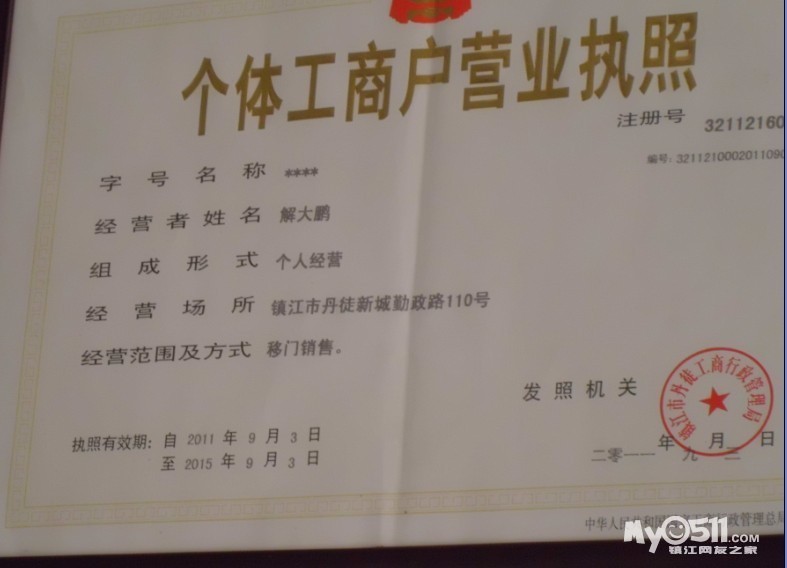 个体工商户营业执照
注册号 32112160
编号：3211210002011090
字号名称 ****
经营者姓名 解大鹏
组成形式 个人经营
经营场所 镇江市丹徒新城勤政路110号
经营范围及方式 移门销售。
发照机关
镇江市丹徒工商行政管理局
执照有效期：自 2011 年 9 月 3 日
至 2015 年 9 月 3 日
二零一一年九月三日
中华人民共和国 行政管理总局
My0511.com
镇江网友之家